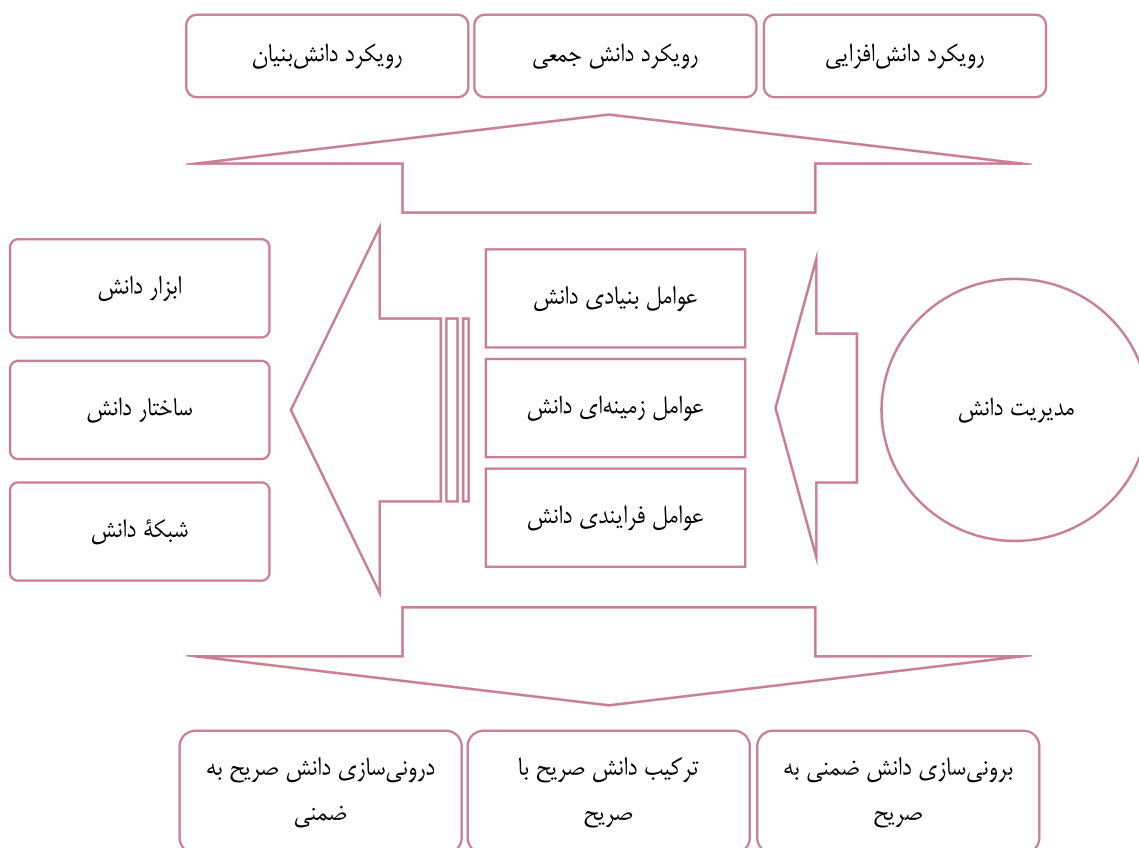 رویکرد دانش‌افزایی
رویکرد دانش جمعی
رویکرد دانش‌بنیان
مدیریت دانش
عوامل بنیادی دانش
عوامل زمینه‌ای دانش
عوامل فرایندی دانش
ابزار دانش
ساختار دانش
شبکهٔ دانش
برونی‌سازی دانش ضمنی به
صریح
ترکیب دانش صریح با
صریح
درونی‌سازی دانش صریح به
ضمنی